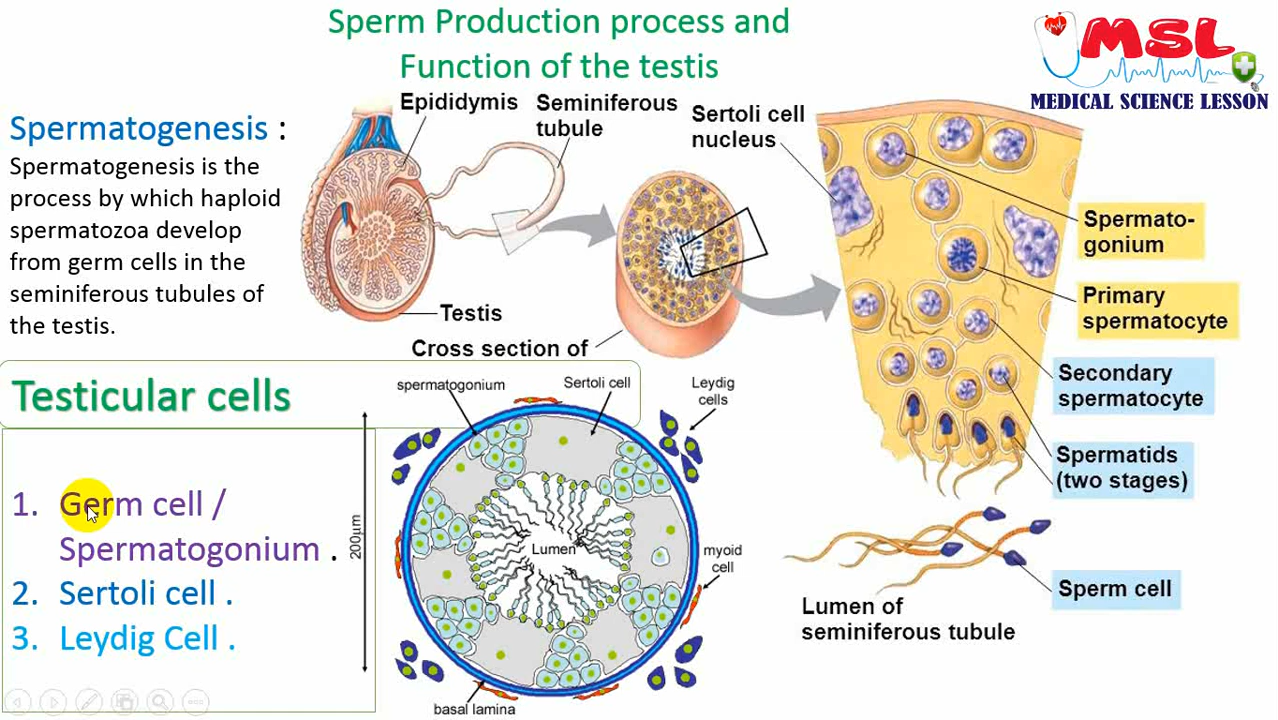 Sperm Production process and
Function of the testis
MSL
MEDICAL SCIENCE LESSON
Spermatogenesis :
Spermatogenesis is the
process by which haploid
spermatozoa develop
from germ cells in the
seminiferous tubules of
the testis.
Epididymis
Seminiferous
tubule
Testis
Cross section of
Sertoli cell
nucleus
Spermato-
gonium
Primary
spermatocyte
Secondary
spermatocyte
Spermatids
(two stages)
Sperm cell
Lumen of
seminiferous tubule
Testicular cells
1. Germ cell /
Spermatogonium .
2. Sertoli cell .
3. Leydig Cell .
spermatogonium
Sertoli cell
Leydig
cells
200µm
Lumen
myoid
cell
basal lamina